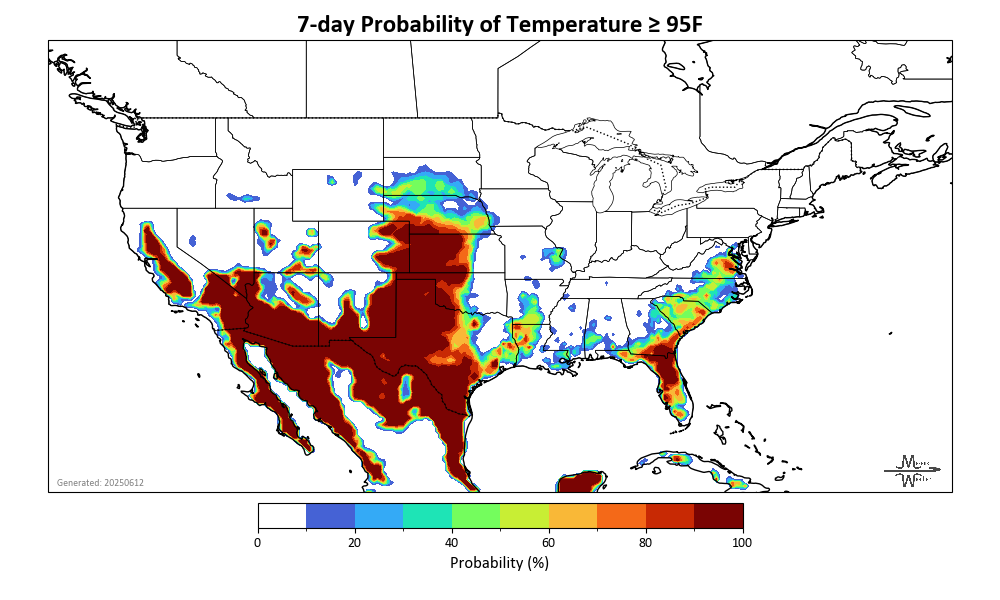 7-day Probability of Temperature ≥ 95F
Generated: 20250612
0 20 40 60 80 100
Probability (%)